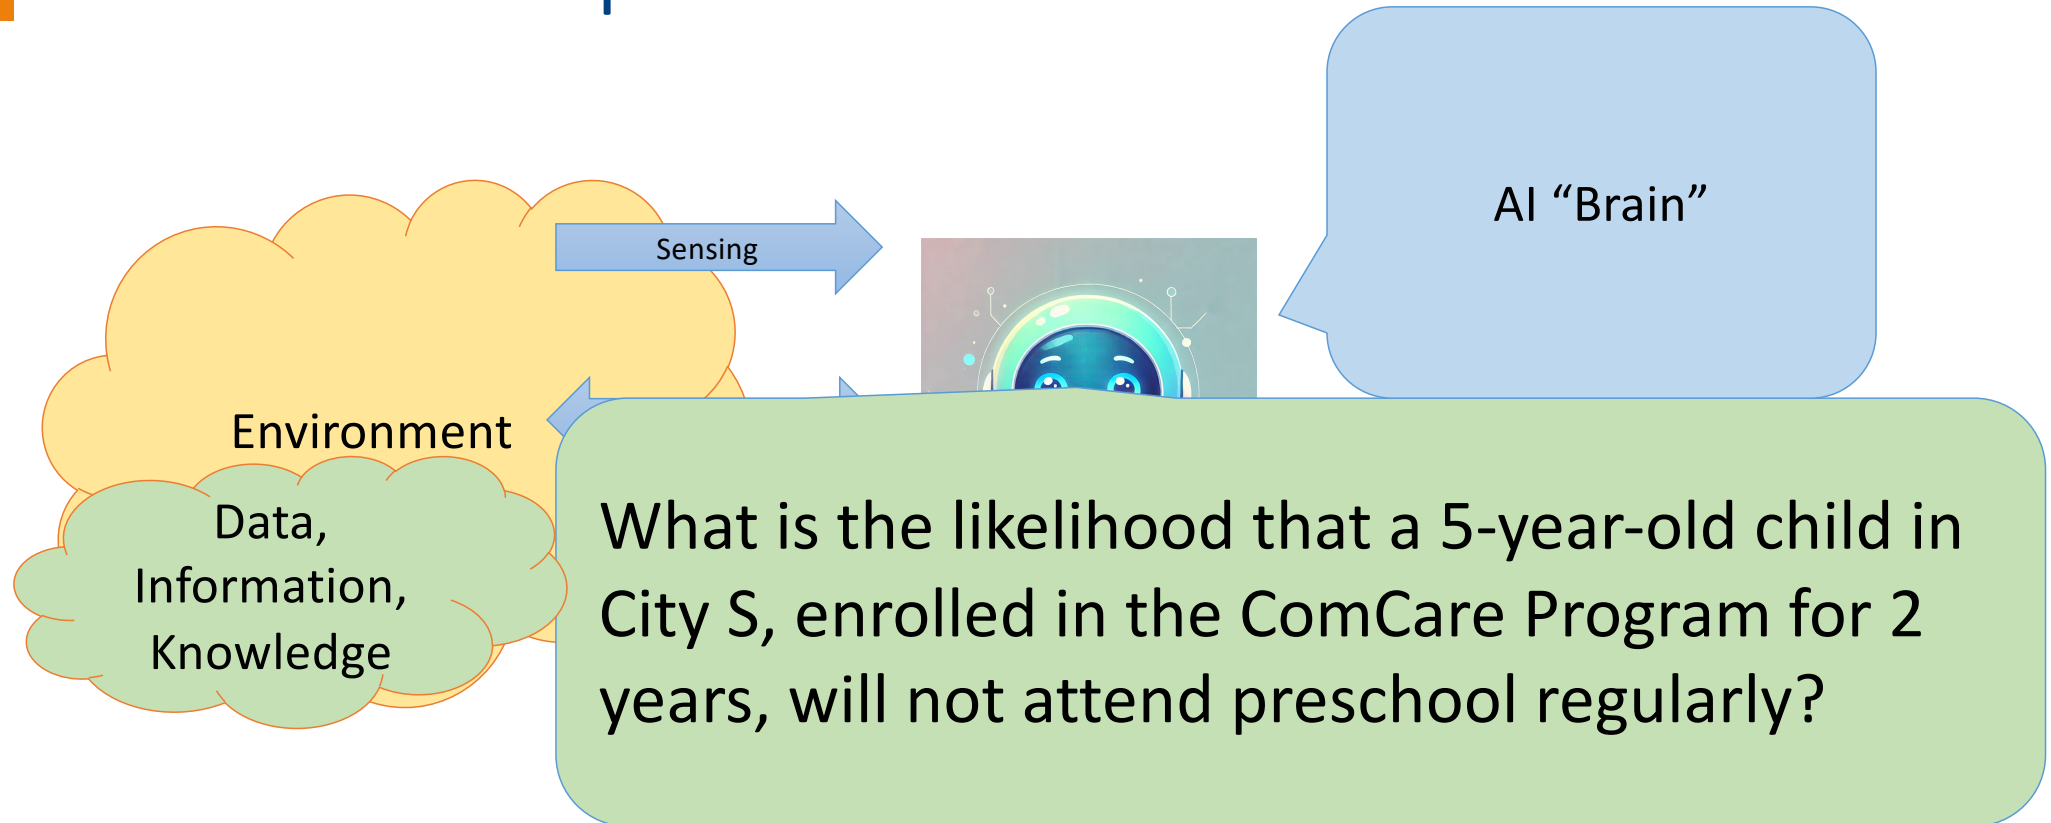 Sensing
AI “Brain”
Environment
Data,
Information,
Knowledge
What is the likelihood that a 5-year-old child in
City S, enrolled in the ComCare Program for 2
years, will not attend preschool regularly?